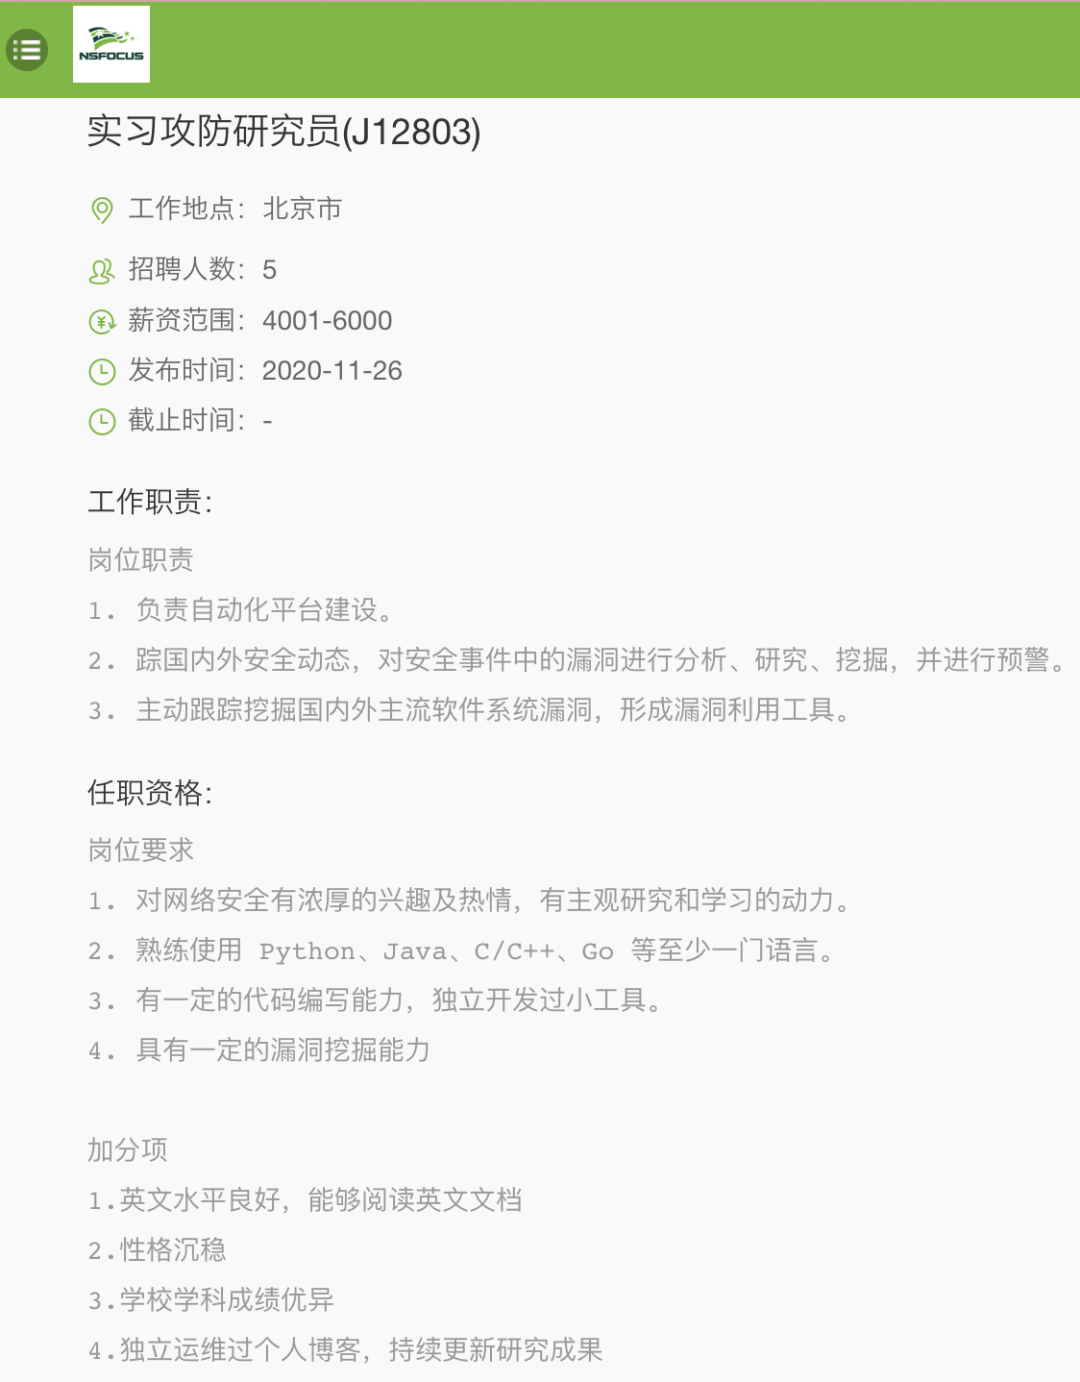 NSFOCUS
实习攻防研究员(J12803)
工作地点：北京市
招聘人数：5
薪资范围：4001-6000
发布时间：2020-11-26
截止时间：-
工作职责：
岗位职责
1. 负责自动化平台建设。
2. 踪国内外安全动态，对安全事件中的漏洞进行分析、研究、挖掘，并进行预警。
3. 主动跟踪挖掘国内外主流软件系统漏洞，形成漏洞利用工具。
任职资格：
岗位要求
1. 对网络安全有浓厚的兴趣及热情，有主观研究和学习的动力。
2. 熟练使用 Python、Java、C/C++、Go 等至少一门语言。
3. 有一定的代码编写能力，独立开发过小工具。
4. 具有一定的漏洞挖掘能力
加分项
1.英文水平良好，能够阅读英文文档
2.性格沉稳
3.学校学科成绩优异
4.独立运维过个人博客，持续更新研究成果